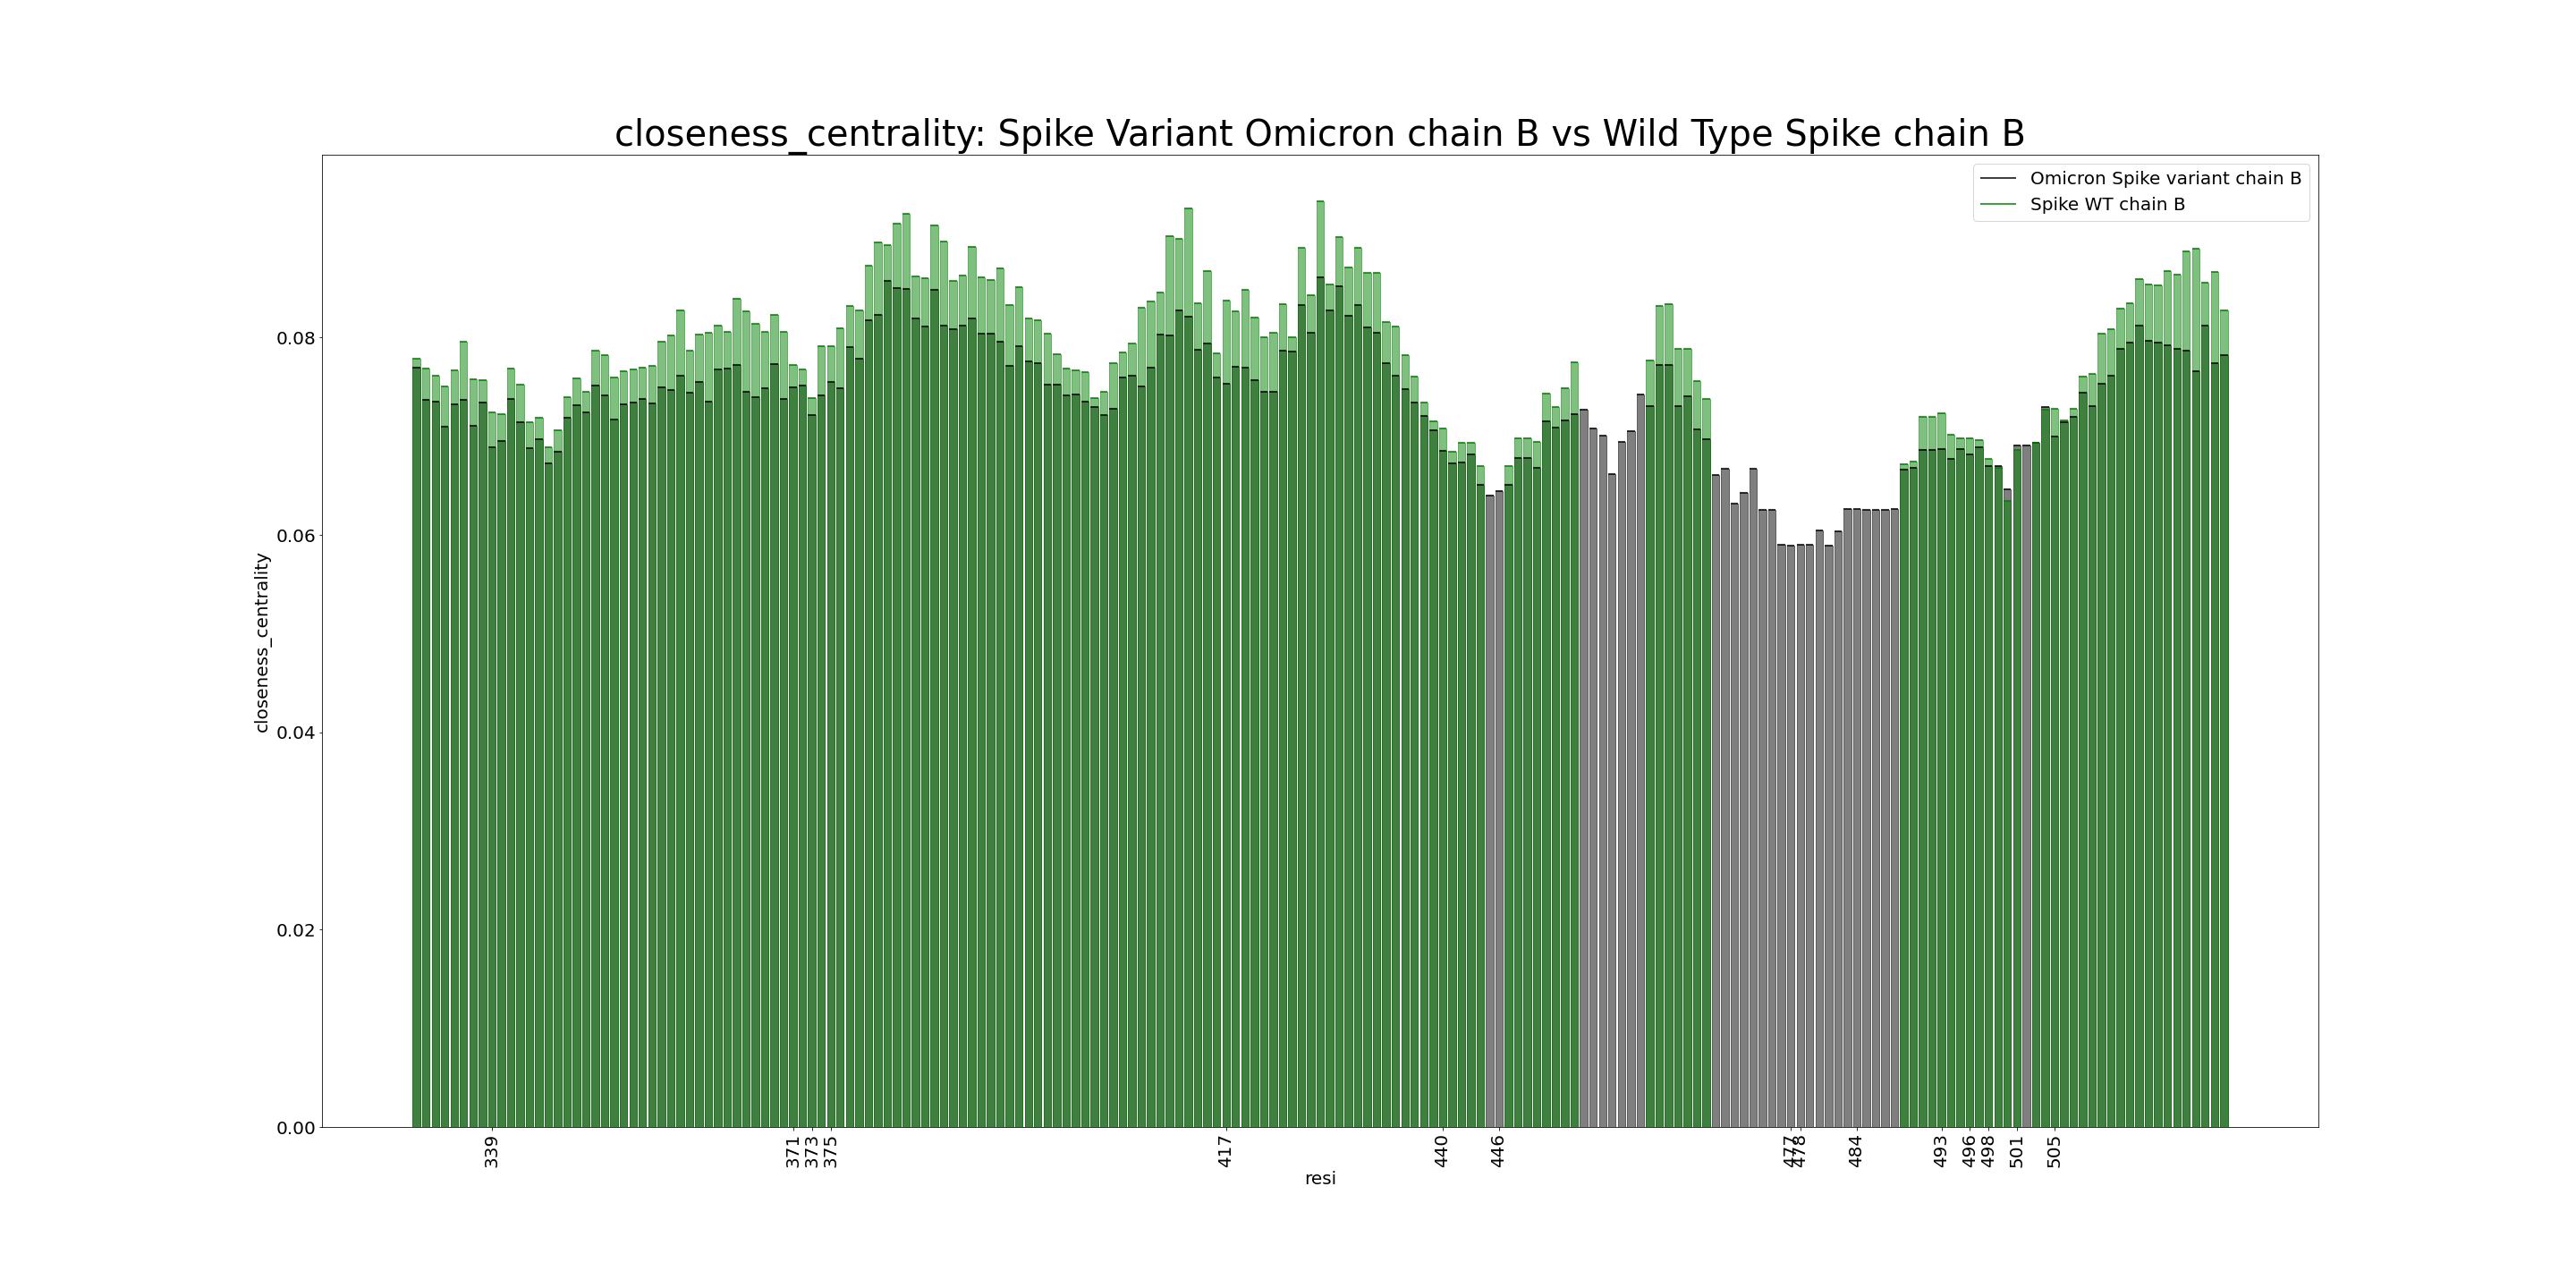 closeness_centrality: Spike Variant Omicron chain B vs Wild Type Spike chain B
Omicron Spike variant chain B
Spike WT chain B
closeness_centrality
0.08
0.06
0.04
0.02
0.00
339 371 373 375 417 440 446 477 478 484 493 496 498 501 505
resi